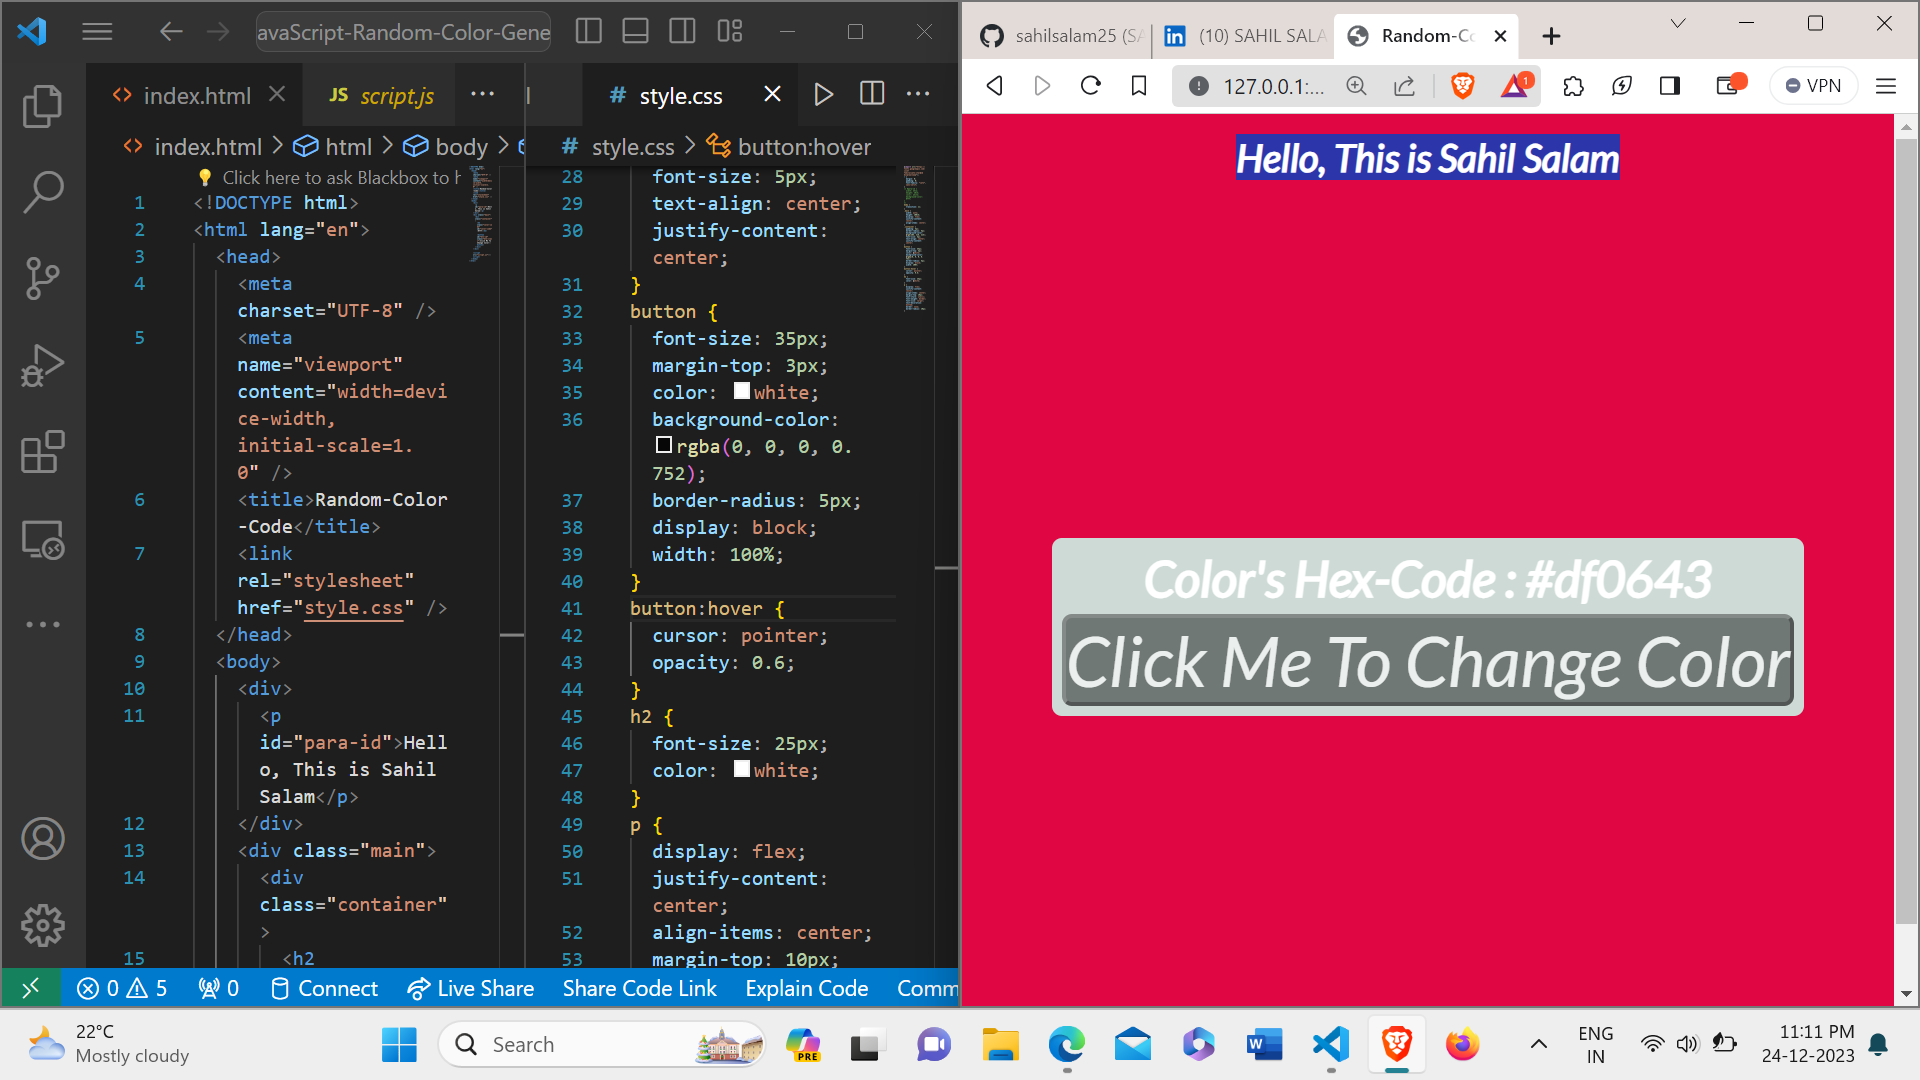 avaScript-Random-Color-Gene
index.html
JS script.js
# style.css
index.html > html > body >
# style.css > button:hover
Click here to ask Blackbox to h
1 <!DOCTYPE html>
2 <html lang="en">
3 <head>
4 <meta
charset="UTF-8" />
5 <meta
name="viewport"
content="width=devi
ce-width,
initial-scale=1.
0" />
6 <title>Random-Color
-Code</title>
7 <link
rel="stylesheet"
href="style.css" />
8 </head>
9 <body>
10 <div>
11 <p
id="para-id">Hell
o, This is Sahil
Salam</p>
12 </div>
13 <div class="main">
14 <div
class="container"
>
15 <h2
28 font-size: 5px;
29 text-align: center;
30 justify-content:
center;
31 }
32 button {
33 font-size: 35px;
34 margin-top: 3px;
35 color: white;
36 background-color:
rgba(0, 0, 0, 0.
752);
37 border-radius: 5px;
38 display: block;
39 width: 100%;
40 }
41 button:hover {
42 cursor: pointer;
43 opacity: 0.6;
44 }
45 h2 {
46 font-size: 25px;
47 color: white;
48 }
49 p {
50 display: flex;
51 justify-content:
center;
52 align-items: center;
53 margin-top: 10px;
0 5 0 Connect Live Share Share Code Link Explain Code Comm
sahilsalam25 (SA
in (10) SAHIL SALA
Random-Co
127.0.0.1:...
1
VPN
Hello, This is Sahil Salam
Color's Hex-Code : #df0643
Click Me To Change Color
22°C
Mostly cloudy
Search
PRE
ENG
IN
11:11 PM
24-12-2023